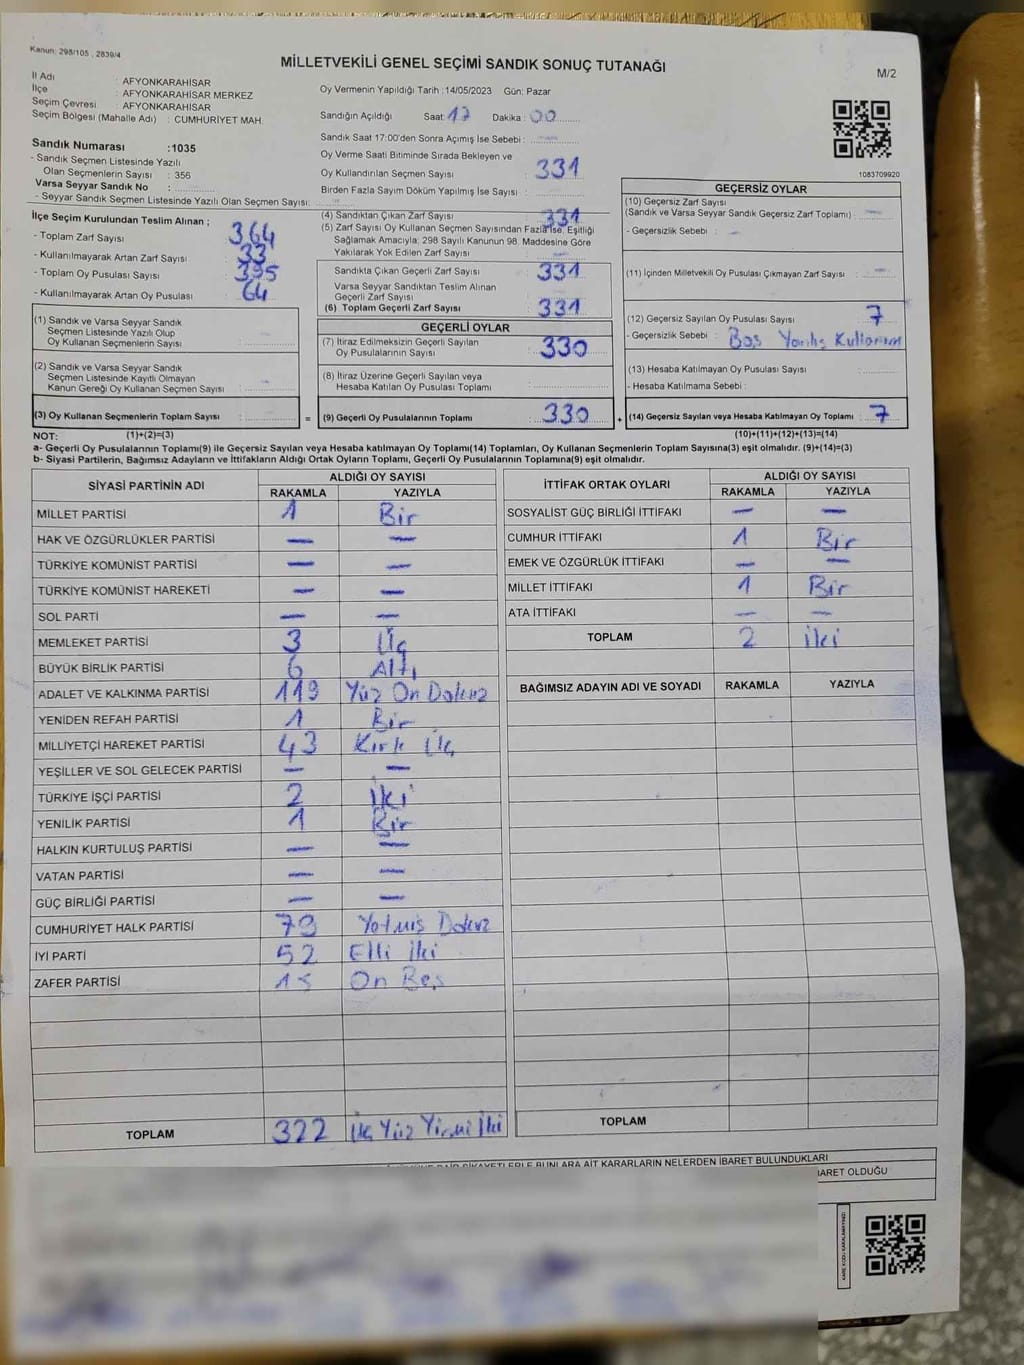 Kanun: 298/105 , 2839/4
MİLLETVEKİLİ GENEL SEÇİMİ SANDIK SONUÇ TUTANAĞI
M/2
İl Adı : AFYONKARAHİSAR
İlçe : AFYONKARAHİSAR MERKEZ
Seçim Çevresi : AFYONKARAHİSAR
Seçim Bölgesi (Mahalle Adı) : CUMHURİYET MAH.
Oy Vermenin Yapıldığı Tarih :14/05/2023 Gün: Pazar
Sandığın Açıldığı Saat: 17 Dakika : 00
Sandık Saat 17:00'den Sonra Açımış İse Sebebi : —
Oy Verme Saati Bitiminde Sırada Bekleyen ve
Oy Kullandırılan Seçmen Sayısı : 331
Birden Fazla Sayım Döküm Yapılmış İse Sayısı :
1083709920
Sandık Numarası :1035
- Sandık Seçmen Listesinde Yazılı
Olan Seçmenlerin Sayısı : 356
Varsa Seyyar Sandık No :
- Seyyar Sandık Seçmen Listesinde Yazılı Olan Seçmen Sayısı:
İlçe Seçim Kurulundan Teslim Alınan ;
- Toplam Zarf Sayısı : 364
- Kullanılmayarak Artan Zarf Sayısı : 33
- Toplam Oy Pusulası Sayısı : 395
- Kullanılmayarak Artan Oy Pusulası : 64
(4) Sandıktan Çıkan Zarf Sayısı : 331
(5) Zarf Sayısı Oy Kullanan Seçmen Sayısından Fazla İse, Eşitliği
Sağlamak Amacıyla; 298 Sayılı Kanunun 98. Maddesine Göre
Yakılarak Yok Edilen Zarf Sayısı : —
Sandıkta Çıkan Geçerli Zarf Sayısı : 331
Varsa Seyyar Sandıktan Teslim Alınan
Geçerli Zarf Sayısı :
(6) Toplam Geçerli Zarf Sayısı : 331
GEÇERSİZ OYLAR
(10) Geçersiz Zarf Sayısı
(Sandık ve Varsa Seyyar Sandık Geçersiz Zarf Toplamı) : —
- Geçersizlik Sebebi : —
(11) İçinden Milletvekili Oy Pusulası Çıkmayan Zarf Sayısı : —
(12) Geçersiz Sayılan Oy Pusulası Sayısı : 7
- Geçersizlik Sebebi : Boş Yanlış Kullanım
(13) Hesaba Katılmayan Oy Pusulası Sayısı :
- Hesaba Katılmama Sebebi :
(14) Geçersiz Sayılan veya Hesaba Katılmayan Oy Toplamı : 7
(10)+(11)+(12)+(13)=(14)
(1) Sandık ve Varsa Seyyar Sandık
Seçmen Listesinde Yazılı Olup
Oy Kullanan Seçmenlerin Sayısı :
(2) Sandık ve Varsa Seyyar Sandık
Seçmen Listesinde Kayıtlı Olmayan
Kanun Gereği Oy Kullanan Seçmen Sayısı :
(3) Oy Kullanan Seçmenlerin Toplam Sayısı :
(1)+(2)=(3)
=
GEÇERLİ OYLAR
(7) İtiraz Edilmeksizin Geçerli Sayılan
Oy Pusulalarının Sayısı : 330
(8) İtiraz Üzerine Geçerli Sayılan veya
Hesaba Katılan Oy Pusulası Toplamı :
(9) Geçerli Oy Pusulalarının Toplamı : 330
+
NOT:
a- Geçerli Oy Pusulalarının Toplamı(9) ile Geçersiz Sayılan veya Hesaba katılmayan Oy Toplamı(14) Toplamları, Oy Kullanan Seçmenlerin Toplam Sayısına(3) eşit olmalıdır. (9)+(14)=(3)
b- Siyasi Partilerin, Bağımsız Adayların ve İttifakların Aldığı Ortak Oyların Toplamı, Geçerli Oy Pusulalarının Toplamına(9) eşit olmalıdır.
SİYASİ PARTİNİN ADI ALDIĞI OY SAYISI
RAKAMLA YAZIYLA
MİLLET PARTİSİ 1 Bir
HAK VE ÖZGÜRLÜKLER PARTİSİ — —
TÜRKİYE KOMÜNİST PARTİSİ — —
TÜRKİYE KOMÜNİST HAREKETİ — —
SOL PARTİ — —
MEMLEKET PARTİSİ 3 Üç
BÜYÜK BİRLİK PARTİSİ 6 Altı
ADALET VE KALKINMA PARTİSİ 119 Yüz On Dokuz
YENİDEN REFAH PARTİSİ 1 Bir
MİLLİYETÇİ HAREKET PARTİSİ 43 Kırk Üç
YEŞİLLER VE SOL GELECEK PARTİSİ — —
TÜRKİYE İŞÇİ PARTİSİ 2 İki
YENİLİK PARTİSİ 1 Bir
HALKIN KURTULUŞ PARTİSİ — —
VATAN PARTİSİ — —
GÜÇ BİRLİĞİ PARTİSİ — —
CUMHURİYET HALK PARTİSİ 79 Yetmiş Dokuz
İYİ PARTİ 52 Elli İki
ZAFER PARTİSİ 15 On Beş
TOPLAM 322 Üç Yüz Yirmi İki
İTTİFAK ORTAK OYLARI ALDIĞI OY SAYISI
RAKAMLA YAZIYLA
SOSYALİST GÜÇ BİRLİĞİ İTTİFAKI — —
CUMHUR İTTİFAKI 1 Bir
EMEK VE ÖZGÜRLÜK İTTİFAKI — —
MİLLET İTTİFAKI 1 Bir
ATA İTTİFAKI — —
TOPLAM 2 İki
BAĞIMSIZ ADAYIN ADI VE SOYADI RAKAMLA YAZIYLA
TOPLAM
BUNLARA AİT KARARLARIN NELERDEN İBARET BULUNDUKLARI
OLDUĞU